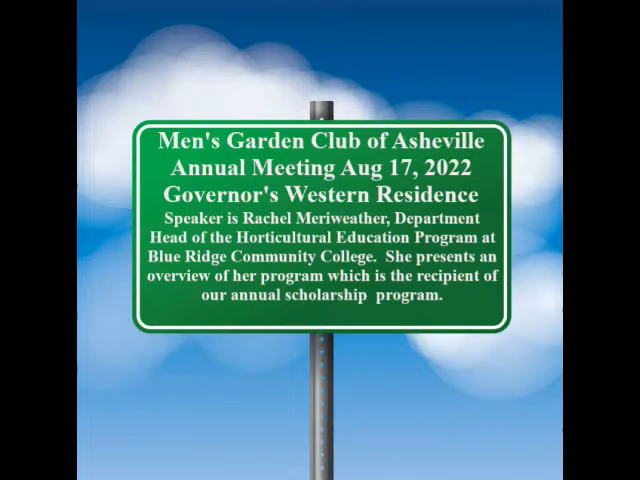 Men's Garden Club of Asheville
Annual Meeting Aug 17, 2022
Governor's Western Residence
Speaker is Rachel Meriweather, Department
Head of the Horticultural Education Program at
Blue Ridge Community College.  She presents an
overview of her program which is the recipient of
our annual scholarship  program.